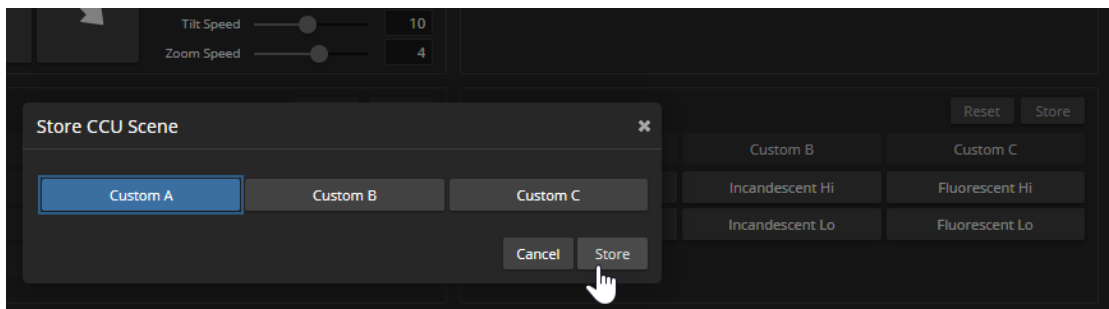 Tilt Speed 10
Zoom Speed 4
Reset Store
Store CCU Scene
Custom B Custom C
Custom A Custom B Custom C
Incandescent Hi Fluorescent Hi
Incandescent Lo Fluorescent Lo
Cancel Store